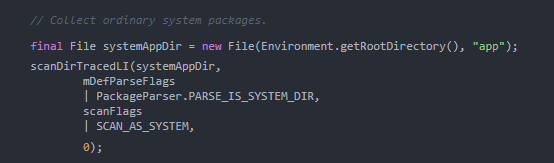 // Collect ordinary system packages.
final File systemAppDir = new File(Environment.getRootDirectory(), "app");
scanDirTracedLI(systemAppDir,
mDefParseFlags
| PackageParser.PARSE_IS_SYSTEM_DIR,
scanFlags
| SCAN_AS_SYSTEM,
0);